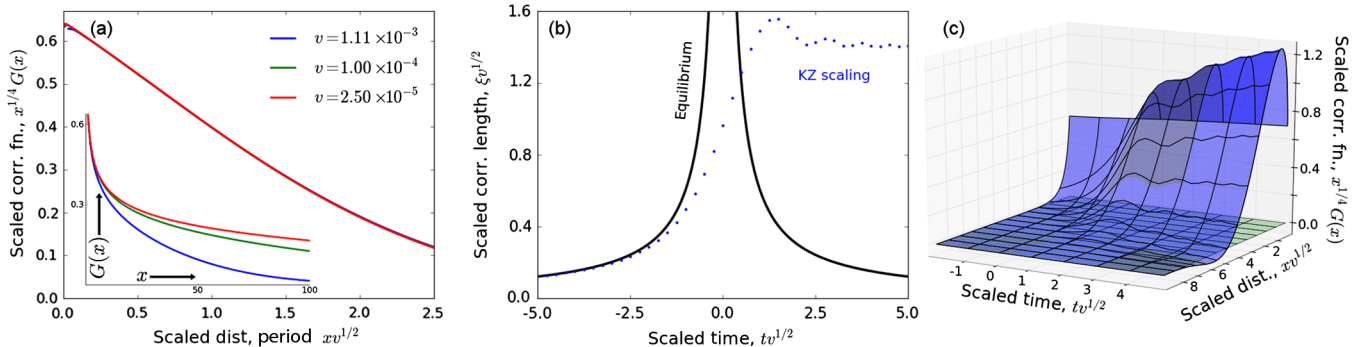 (a)
v = 1.11 ×10⁻³
v = 1.00 ×10⁻⁴
v = 2.50 ×10⁻⁵
Scaled corr. fn., x^{1/4} G(x)
0.6
0.5
0.4
0.3
0.2
0.1
0.0
0.0 0.5 1.0 1.5 2.0 2.5
Scaled dist, period xv^{1/2}
0.6
0.3
G(x)
x
50 100
(b)
Equilibrium
KZ scaling
Scaled corr. length, ξv^{1/2}
1.6
1.2
0.8
0.4
0.0
-5.0 -2.5 0.0 2.5 5.0
Scaled time, tv^{1/2}
(c)
Scaled corr. fn., x^{1/4} G(x)
1.2
0.8
0.4
0.0
-1 0 1 2 3 4
Scaled time, tv^{1/2}
8 6 4 2
Scaled dist., xv^{1/2}